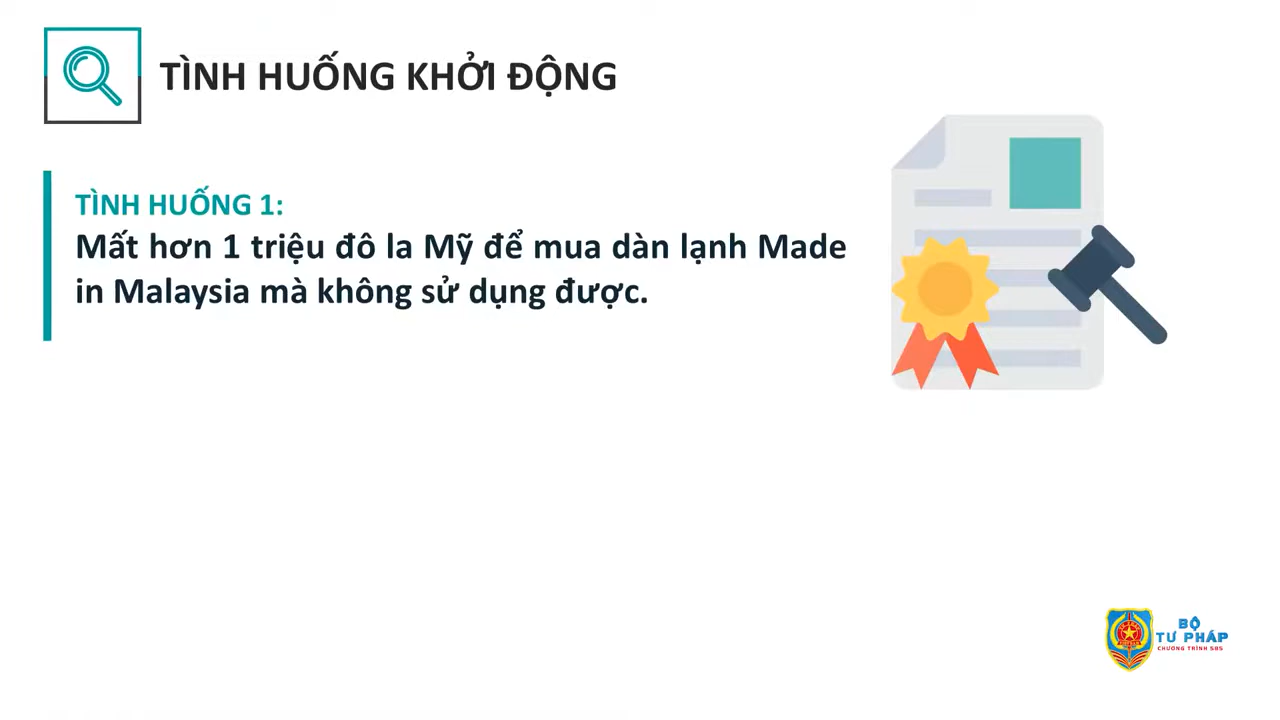 TÌNH HUỐNG KHỞI ĐỘNG
TÌNH HUỐNG 1:
Mất hơn 1 triệu đô la Mỹ để mua dàn lạnh Made
in Malaysia mà không sử dụng được.
BỘ
TƯ PHÁP
CHƯƠNG TRÌNH 585